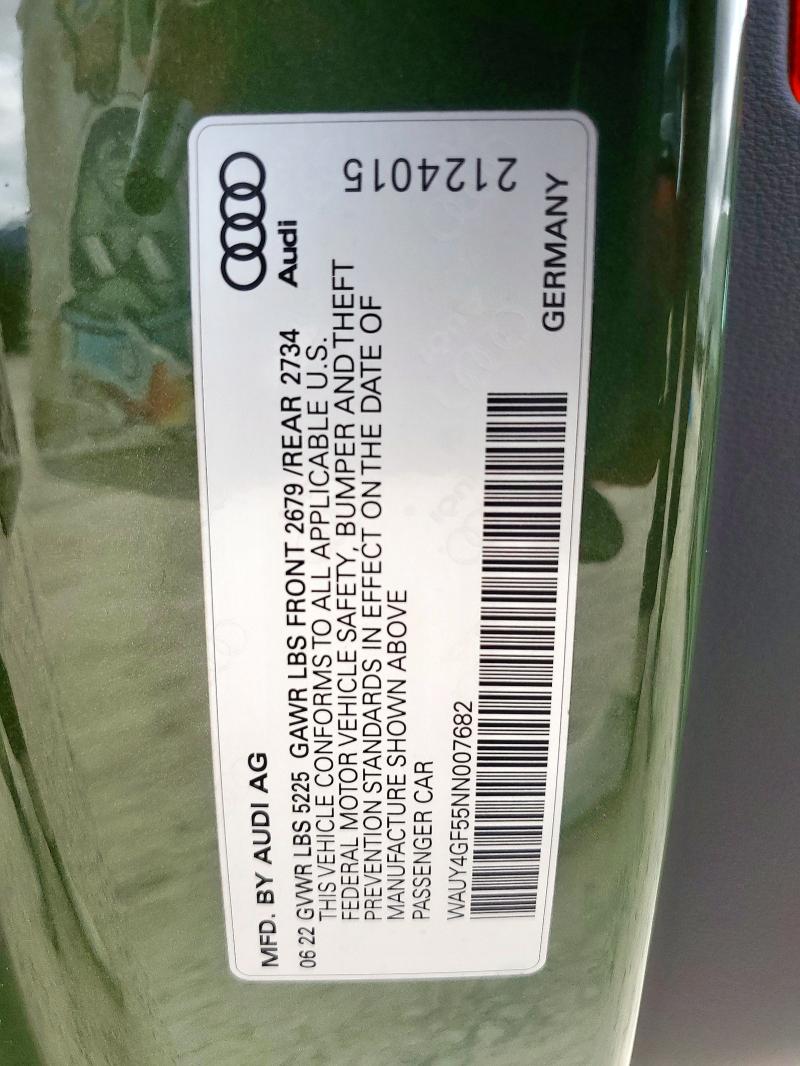 MFD. BY AUDI AG
Audi
06 22 GVWR LBS 5225 GAWR LBS FRONT 2679 /REAR 2734
THIS VEHICLE CONFORMS TO ALL APPLICABLE U.S.
FEDERAL MOTOR VEHICLE SAFETY, BUMPER AND THEFT
PREVENTION STANDARDS IN EFFECT ON THE DATE OF
MANUFACTURE SHOWN ABOVE
PASSENGER CAR
WAUY4GF55NN007682
2124015
GERMANY